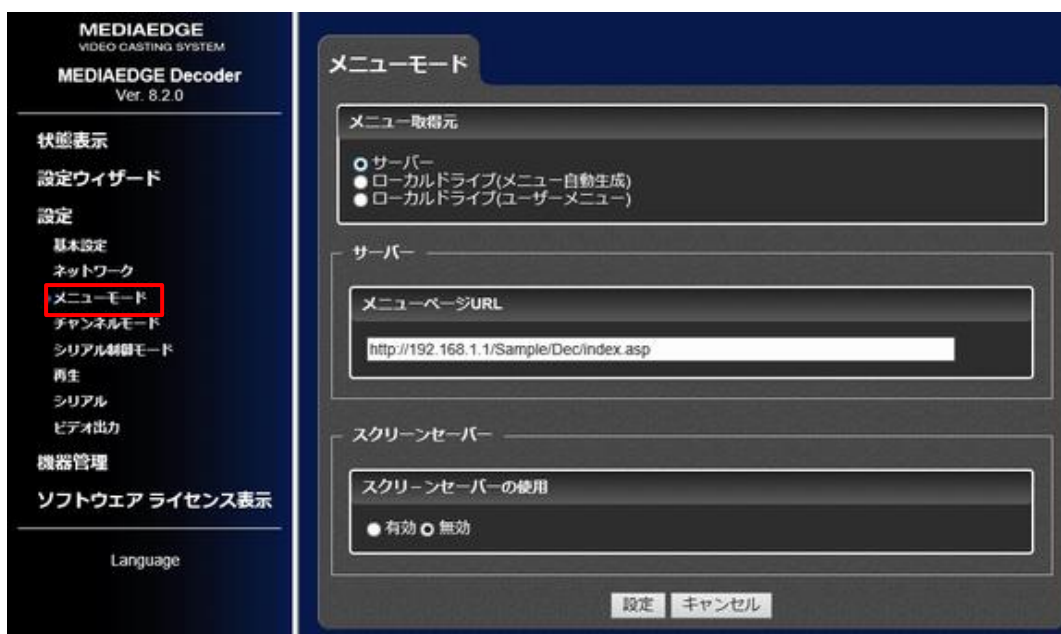 MEDIAEDGE
VIDEO CASTING SYSTEM
MEDIAEDGE Decoder
Ver. 8.2.0
状態表示
設定ウィザード
設定
基本設定
ネットワーク
メニューモード
チャンネルモード
シリアル制御モード
再生
シリアル
ビデオ出力
機器管理
ソフトウェア ライセンス表示
Language
メニューモード
メニュー取得元
サーバー
ローカルドライブ(メニュー自動生成)
ローカルドライブ(ユーザーメニュー)
サーバー
メニューページURL
http://192.168.1.1/Sample/Dec/index.asp
スクリーンセーバー
スクリーンセーバーの使用
有効 無効
設定 キャンセル